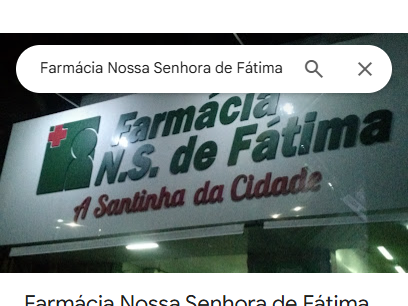 Farmácia Nossa Senhora de Fátima
Farmácia
N.S. de Fátima
A Santinha da Cidade
Farmácia Nossa Senhora de Fátima